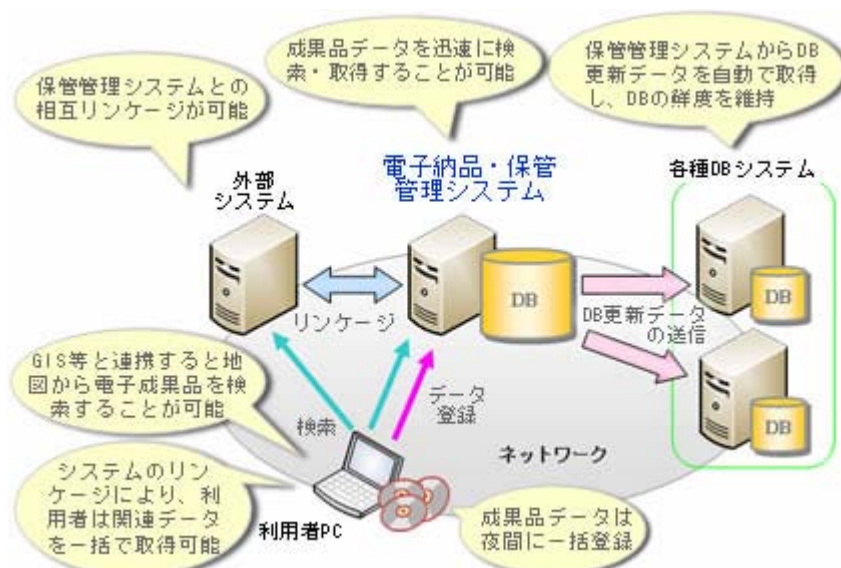 成果品データを迅速に検
索・取得することが可能
保管管理システムからDB
更新データを自動で取得
し、DBの鮮度を維持
保管管理システムとの
相互リンケージが可能
外部
システム
電子納品・保管
管理システム
各種DBシステム
DB
DB
DB
リンケージ
DB更新データ
の送信
GIS等と連携すると地
図から電子成果品を検
索することが可能
検索
データ
登録
ネットワーク
システムのリン
ケージにより、利
用者は関連データ
を一括で取得可能
利用者PC
成果品データは
夜間に一括登録